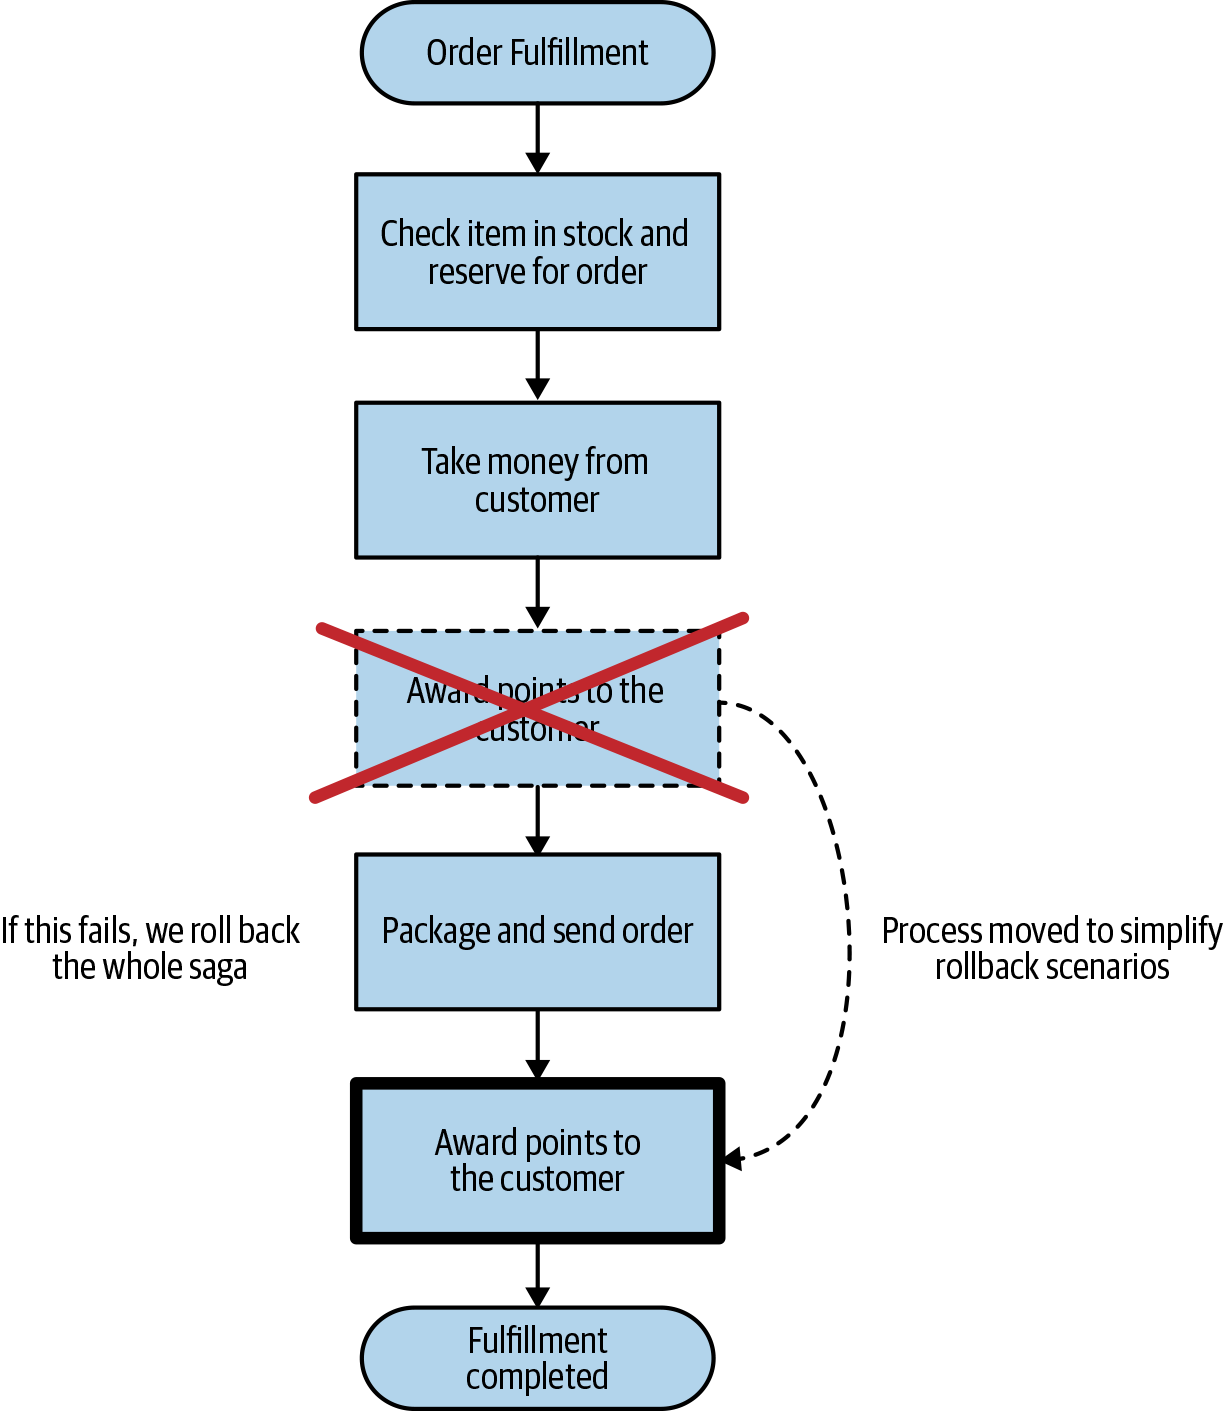 Order Fulfillment
Check item in stock and
reserve for order
Take money from
customer
Award points to the
customer
If this fails, we roll back
the whole saga
Package and send order
Process moved to simplify
rollback scenarios
Award points to
the customer
Fulfillment
completed